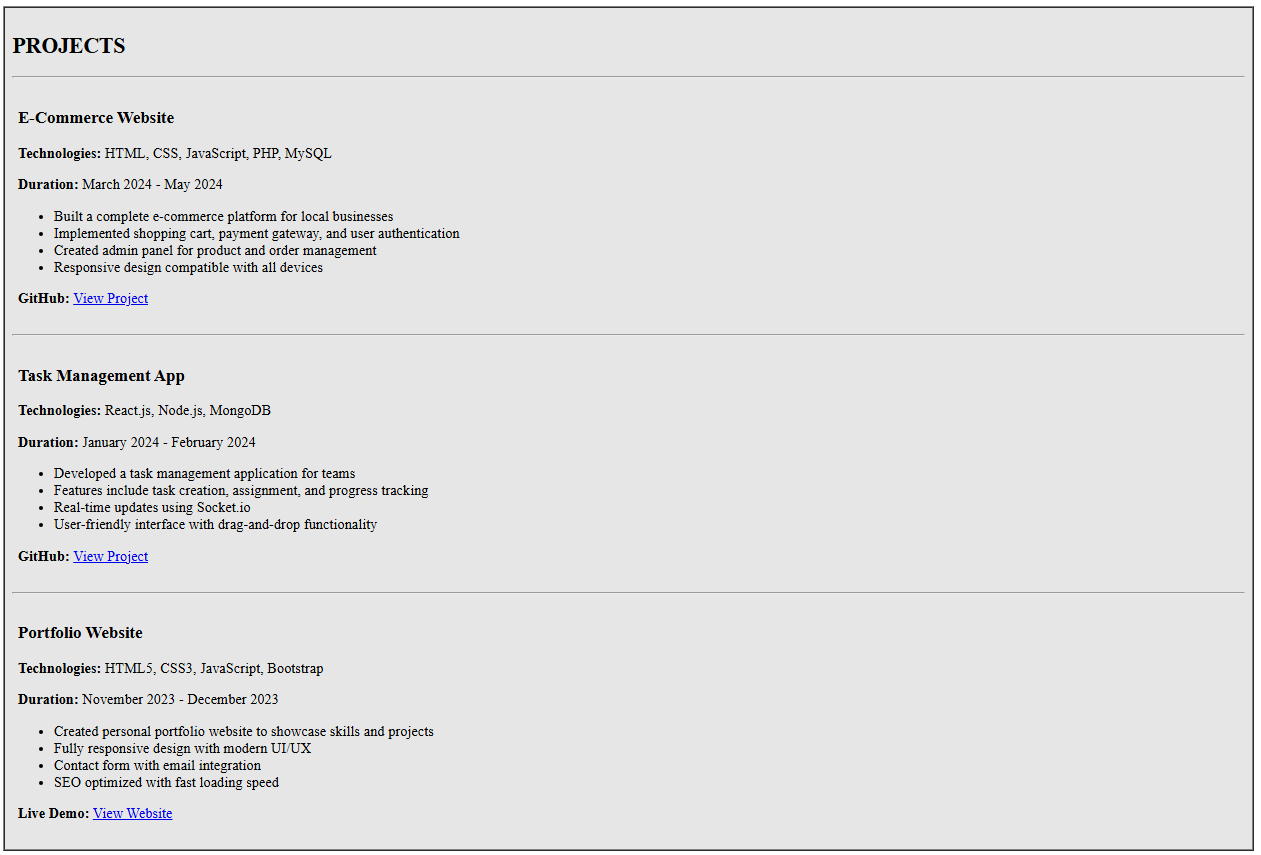 PROJECTS
E-Commerce Website
Technologies: HTML, CSS, JavaScript, PHP, MySQL
Duration: March 2024 - May 2024
• Built a complete e-commerce platform for local businesses
• Implemented shopping cart, payment gateway, and user authentication
• Created admin panel for product and order management
• Responsive design compatible with all devices
GitHub: View Project
Task Management App
Technologies: React.js, Node.js, MongoDB
Duration: January 2024 - February 2024
• Developed a task management application for teams
• Features include task creation, assignment, and progress tracking
• Real-time updates using Socket.io
• User-friendly interface with drag-and-drop functionality
GitHub: View Project
Portfolio Website
Technologies: HTML5, CSS3, JavaScript, Bootstrap
Duration: November 2023 - December 2023
• Created personal portfolio website to showcase skills and projects
• Fully responsive design with modern UI/UX
• Contact form with email integration
• SEO optimized with fast loading speed
Live Demo: View Website